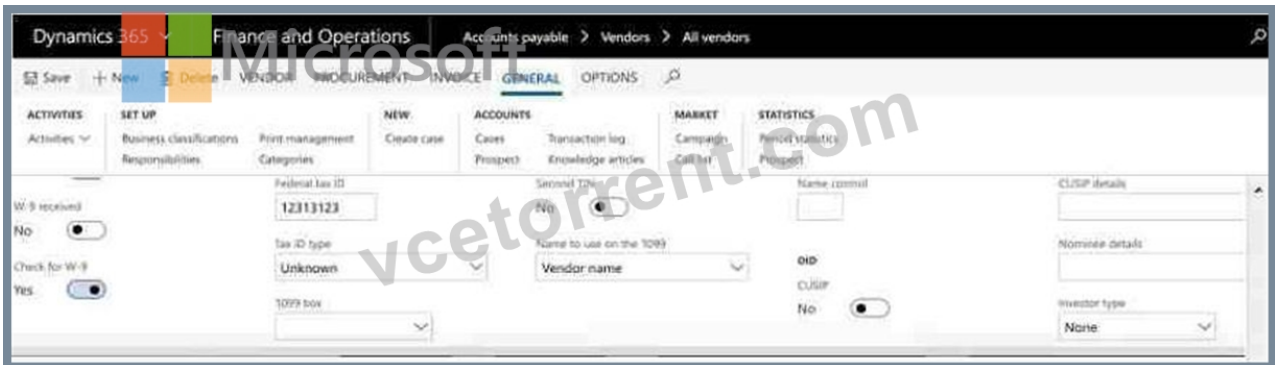 Dynamics 365 Finance and Operations Accounts payable > Vendors > All vendors
Microsoft
Save + New Delete VENDOR PROCUREMENT INVOICE GENERAL OPTIONS
ACTIVITIES SET UP NEW ACCOUNTS MARKET STATISTICS
Activities Business classifications Print management Create case Cases Transaction log Campaign Period statistics
Responsibilities Categories Prospect Knowledge articles Call list Prospect
vcetorrent.com
Federal tax ID Second TIN Name control CUSIP details
W-9 received 12313123 No
No
Tax ID type Name to use on the 1099 Nominee details
Check for W-9 Unknown Vendor name OID
Yes CUSIP
1099 box No Investor type
None